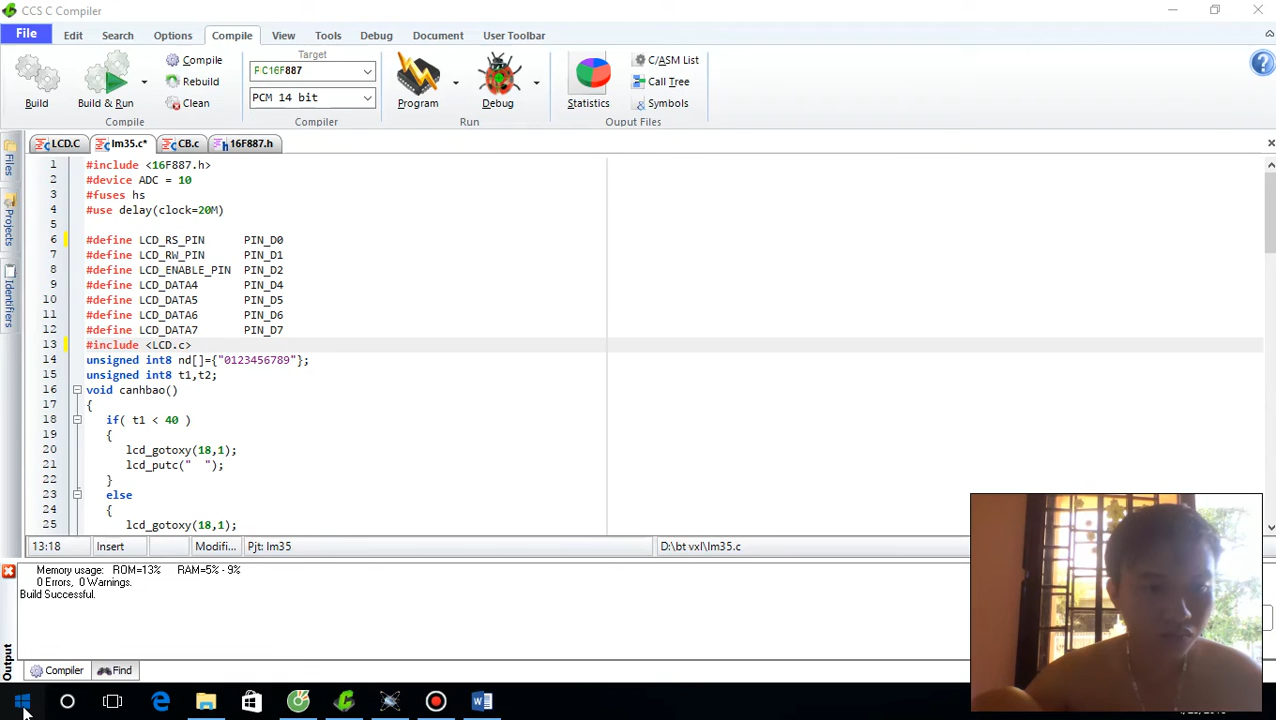 CCS C Compiler
File Edit Search Options Compile View Tools Debug Document User Toolbar
Target
Compile C/ASM List
Rebuild Call Tree
PCM 14 bit
Clean Symbols
Build Build & Run Program Debug Statistics
Compile Compiler Run Ouput Files
LCD.C lm35.c* CB.c 16F887.h
Files
Projects
Identifiers
1 #include <16F887.h>
2 #device ADC = 10
3 #fuses hs
4 #use delay(clock=20M)
5
6 #define LCD_RS_PIN PIN_D0
7 #define LCD_RW_PIN PIN_D1
8 #define LCD_ENABLE_PIN PIN_D2
9 #define LCD_DATA4 PIN_D4
10 #define LCD_DATA5 PIN_D5
11 #define LCD_DATA6 PIN_D6
12 #define LCD_DATA7 PIN_D7
13 #include <LCD.c>
14 unsigned int8 nd[]={"0123456789"};
15 unsigned int8 t1,t2;
16 void canhbao()
17 {
18 if( t1 < 40 )
19 {
20 lcd_gotoxy(18,1);
21 lcd_putc("  ");
22 }
23 else
24 {
25 lcd_gotoxy(18,1);
13:18 Insert Modifi... Pjt: lm35 D:\bt vxl\lm35.c
Memory usage: ROM=13% RAM=5% - 9%
0 Errors, 0 Warnings.
Build Successful.
Output
Compiler Find